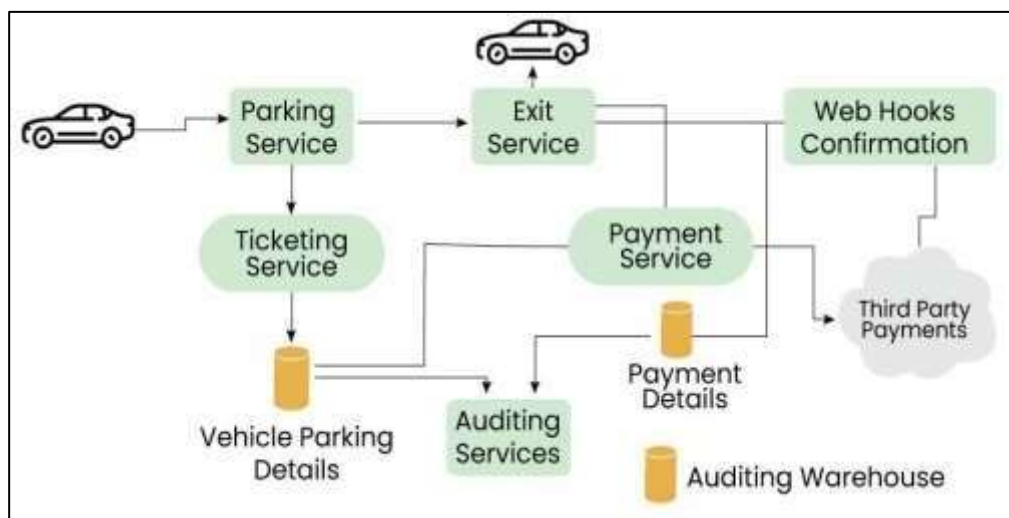 Parking
Service
Exit
Service
Web Hooks
Confirmation
Ticketing
Service
Payment
Service
Third Party
Payments
Vehicle Parking
Details
Auditing
Services
Payment
Details
Auditing Warehouse